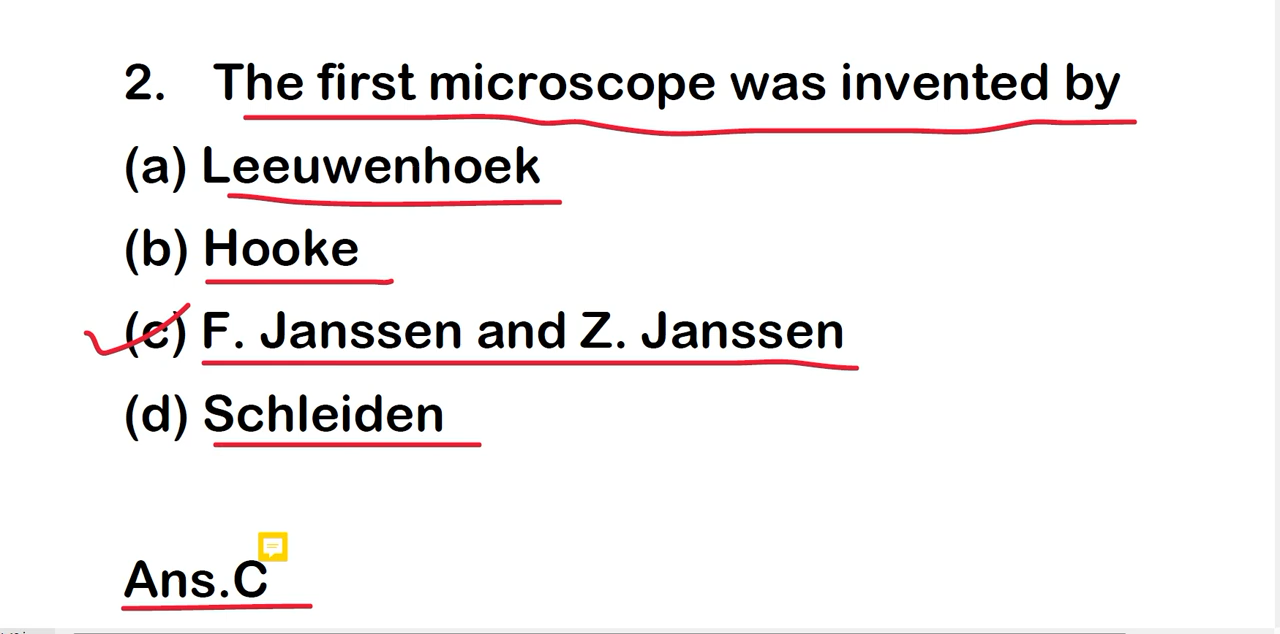 2. The first microscope was invented by
(a) Leeuwenhoek
(b) Hooke
(c) F. Janssen and Z. Janssen
(d) Schleiden
Ans.C